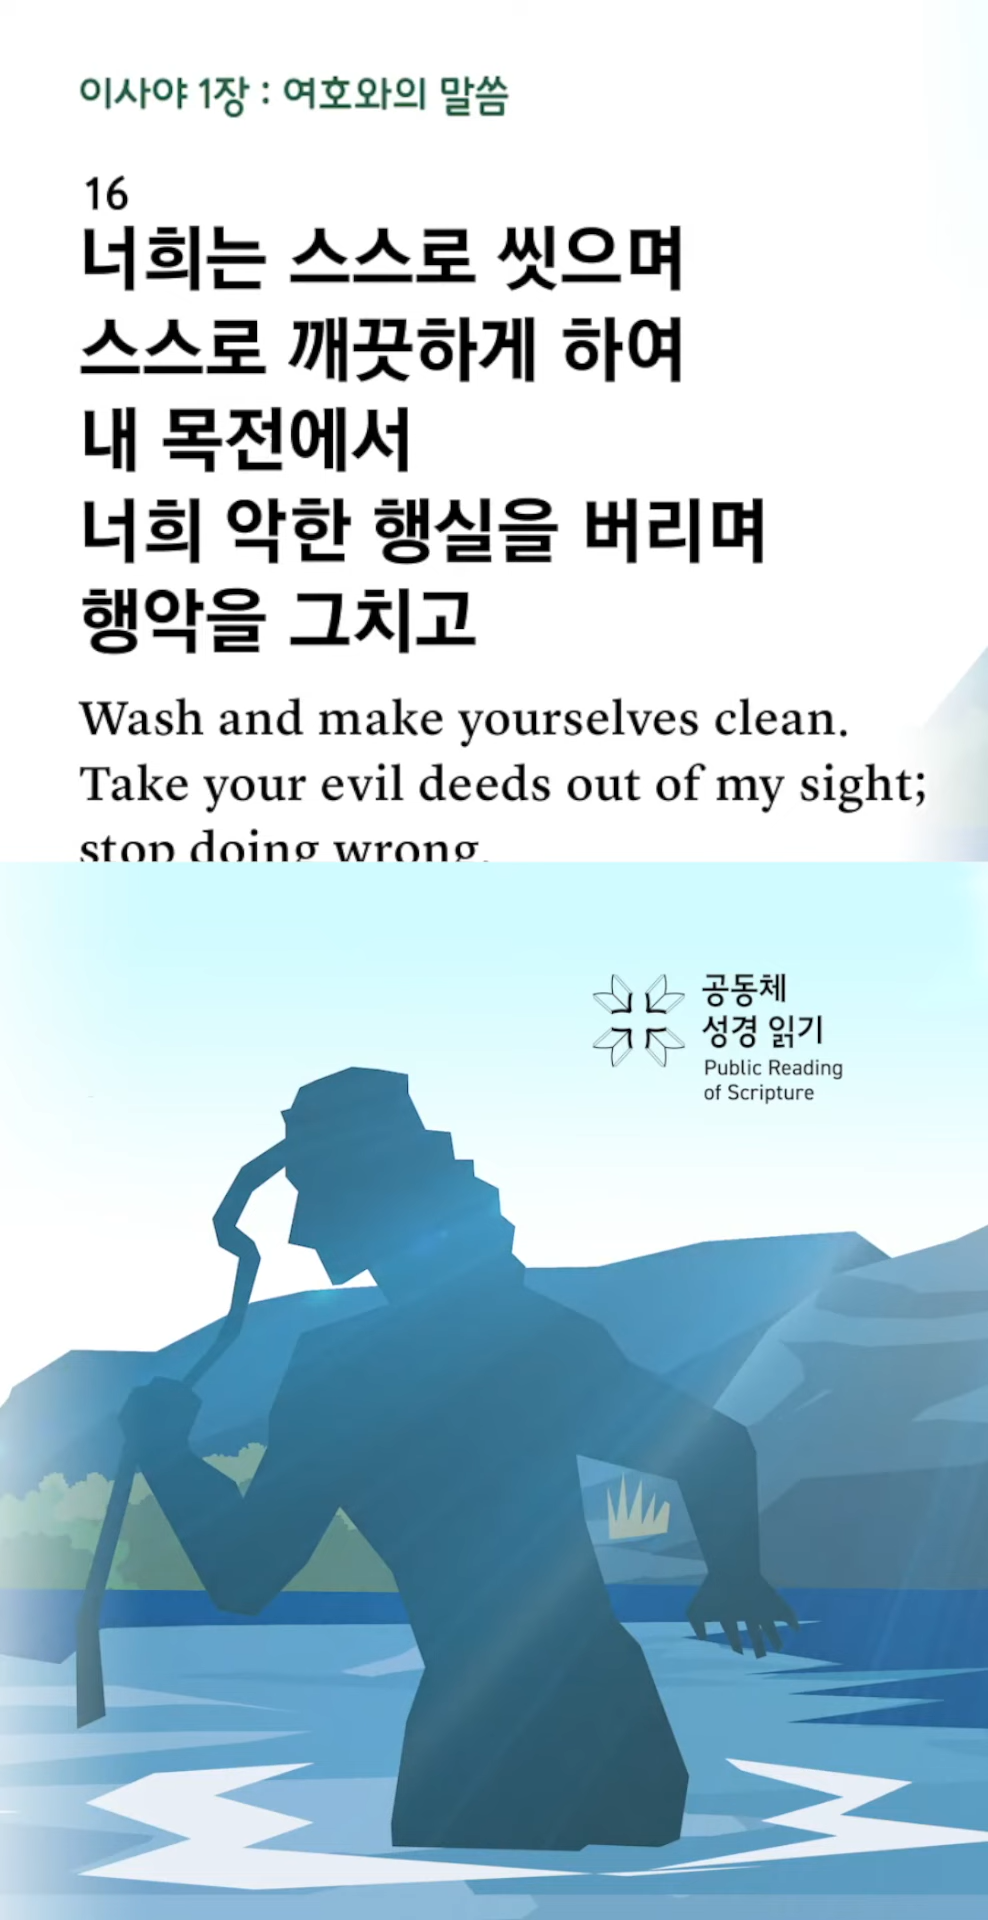 이사야 1장 : 여호와의 말씀
16
너희는 스스로 씻으며
스스로 깨끗하게 하여
내 목전에서
너희 악한 행실을 버리며
행악을 그치고
Wash and make yourselves clean.
Take your evil deeds out of my sight;
stop doing wrong.
공동체
성경 읽기
Public Reading
of Scripture